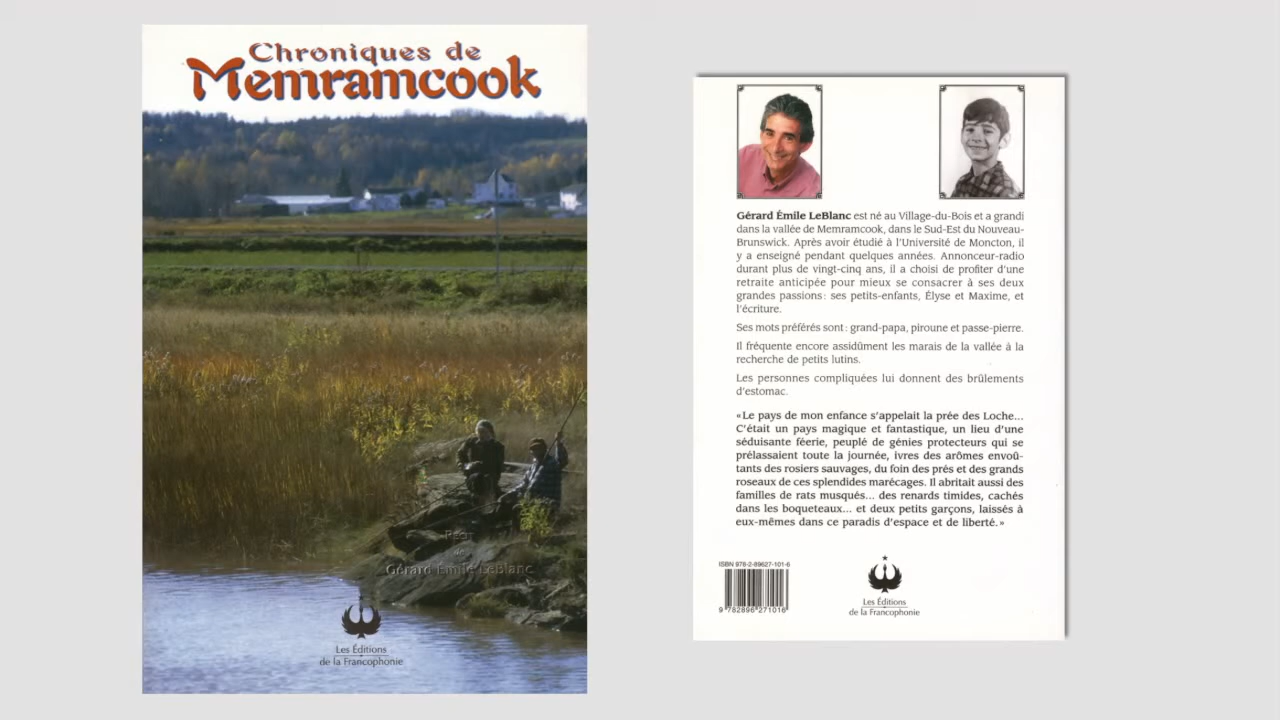 Chroniques de
Memramcook
Récit
de
Gérard Émile LeBlanc
Les Éditions
de la Francophonie
Gérard Émile LeBlanc est né au Village-du-Bois et a grandi
dans la vallée de Memramcook, dans le Sud-Est du Nouveau-
Brunswick. Après avoir étudié à l'Université de Moncton, il
y a enseigné pendant quelques années. Annonceur-radio
durant plus de vingt-cinq ans, il a choisi de profiter d'une
retraite anticipée pour mieux se consacrer à ses deux
grandes passions : ses petits-enfants, Élyse et Maxime, et
l'écriture.
Ses mots préférés sont : grand-papa, piroune et passe-pierre.
Il fréquente encore assidûment les marais de la vallée à la
recherche de petits lutins.
Les personnes compliquées lui donnent des brûlements
d'estomac.
« Le pays de mon enfance s'appelait la prée des Loche...
C'était un pays magique et fantastique, un lieu d'une
séduisante féerie, peuplé de génies protecteurs qui se
prélassaient toute la journée, ivres des arômes envoû-
tants des rosiers sauvages, du foin des prés et des grands
roseaux de ces splendides marécages. Il abritait aussi des
familles de rats musqués... des renards timides, cachés
dans les boqueteaux... et deux petits garçons, laissés à
eux-mêmes dans ce paradis d'espace et de liberté. »
ISBN 978-2-89627-101-6
9 782896 271016
Les Éditions
de la Francophonie